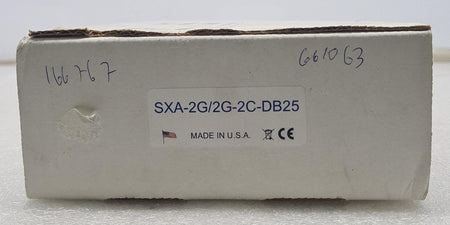 166767
661063
SXA-2G/2G-2C-DB25
MADE IN U.S.A.
CE